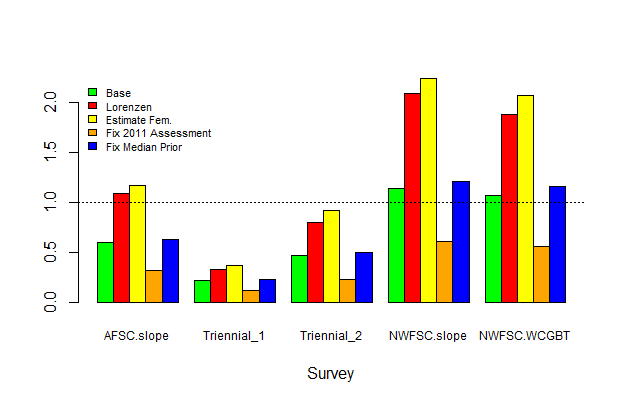 Base
Lorenzen
Estimate Fem.
Fix 2011 Assessment
Fix Median Prior
2.0
1.5
1.0
0.5
0.0
AFSC.slope Triennial_1 Triennial_2 NWFSC.slope NWFSC.WCGBT
Survey